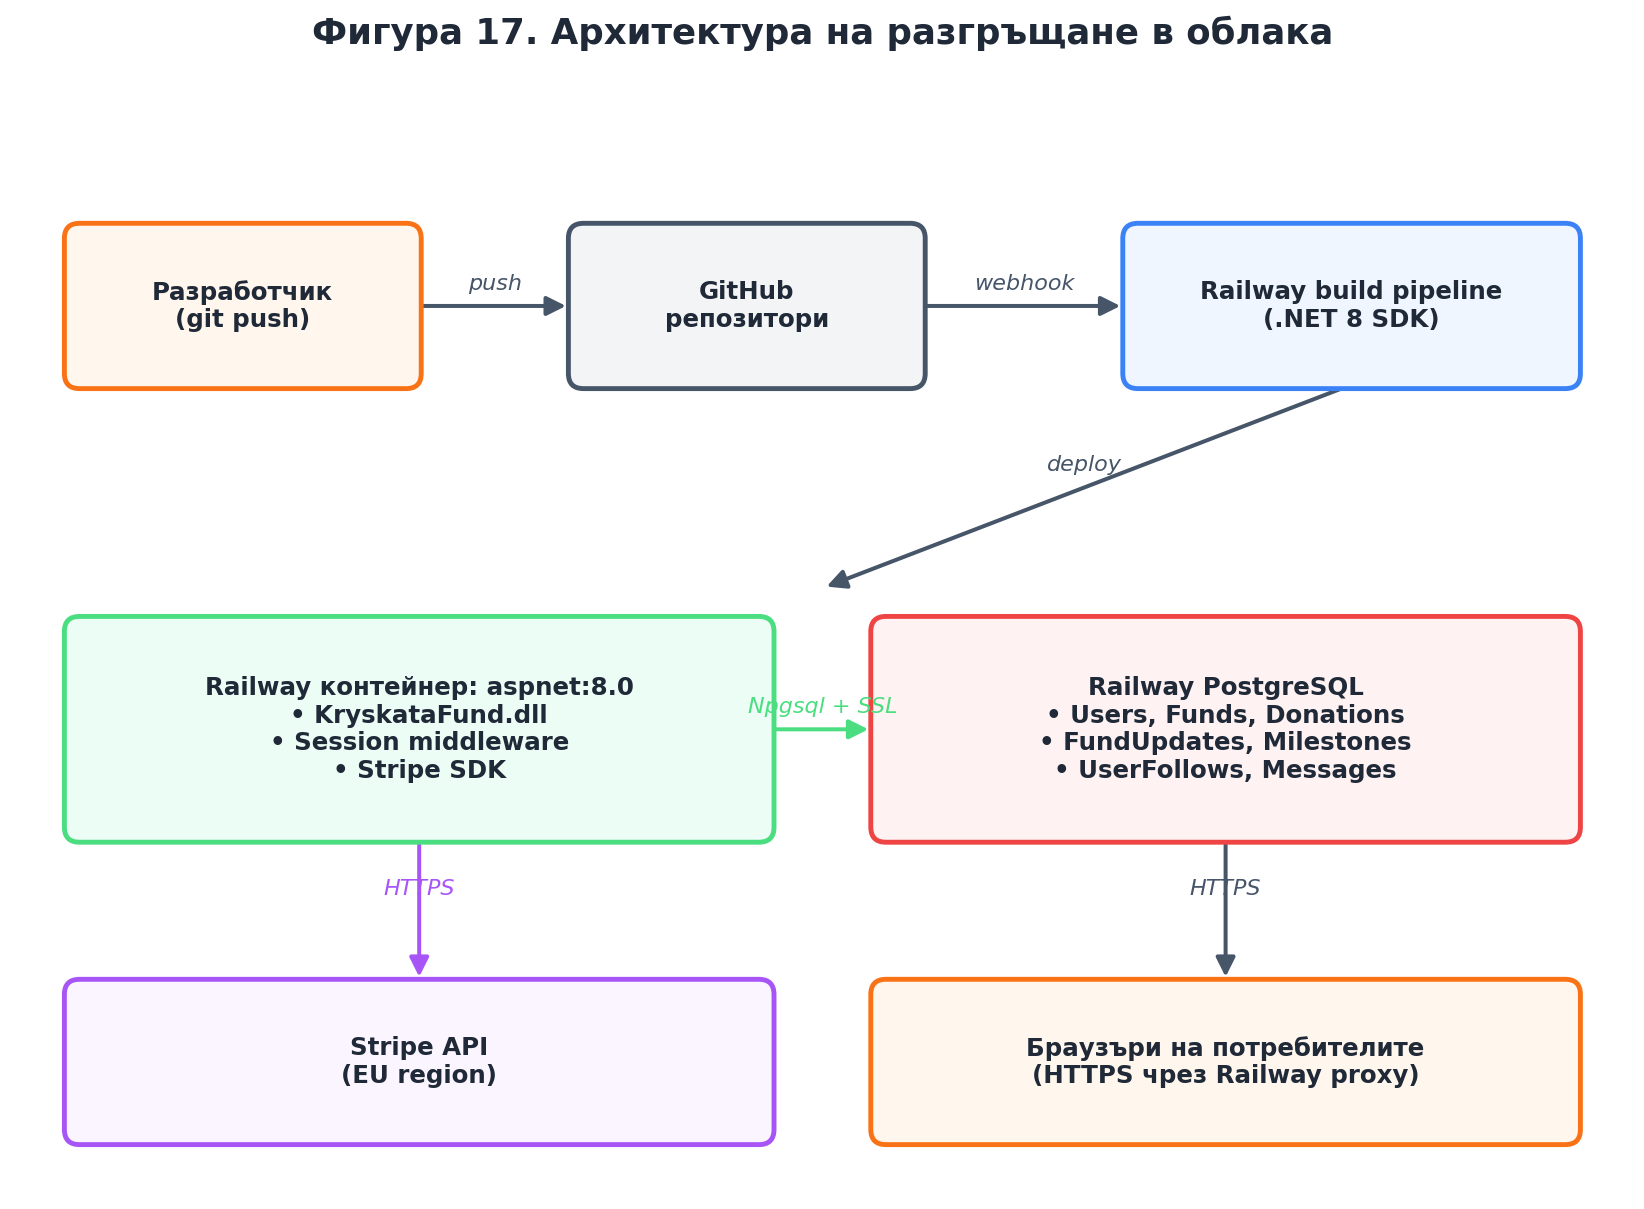 Фигура 17. Архитектура на разгръщане в облака
Разработчик
(git push)
push
GitHub
репозитори
webhook
Railway build pipeline
(.NET 8 SDK)
deploy
Railway контейнер: aspnet:8.0
• KryskataFund.dll
• Session middleware
• Stripe SDK
Npgsql + SSL
Railway PostgreSQL
• Users, Funds, Donations
• FundUpdates, Milestones
• UserFollows, Messages
HTTPS
HTTPS
Stripe API
(EU region)
Браузъри на потребителите
(HTTPS чрез Railway proxy)